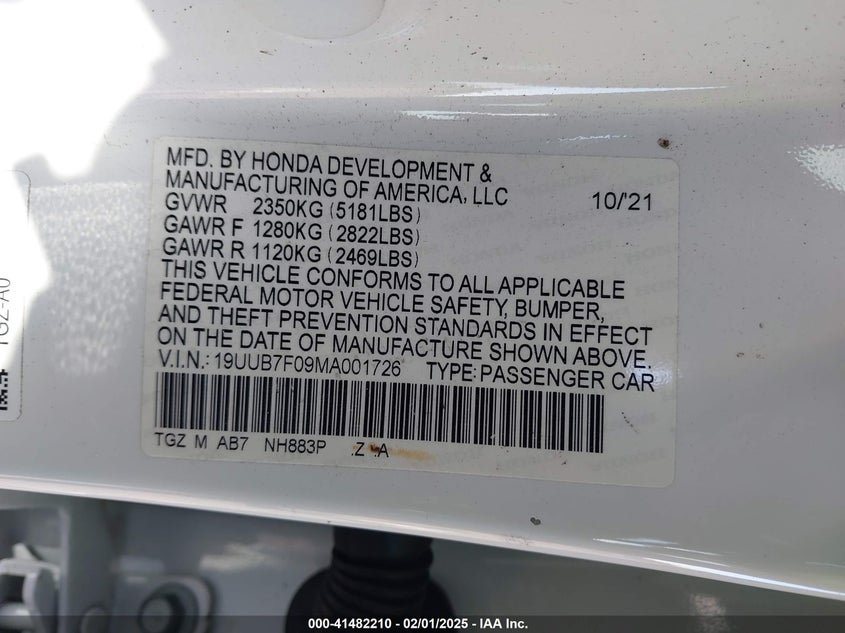 MFD. BY HONDA DEVELOPMENT &
MANUFACTURING OF AMERICA, LLC 10/'21
GVWR 2350KG (5181LBS)
GAWR F 1280KG (2822LBS)
GAWR R 1120KG (2469LBS)
THIS VEHICLE CONFORMS TO ALL APPLICABLE
FEDERAL MOTOR VEHICLE SAFETY, BUMPER,
AND THEFT PREVENTION STANDARDS IN EFFECT
ON THE DATE OF MANUFACTURE SHOWN ABOVE.
V.I.N.: 19UUB7F09MA001726 TYPE: PASSENGER CAR
TGZ M AB7 NH883P Z A
TGZ-A0
000-41482210 - 02/01/2025 - IAA Inc.